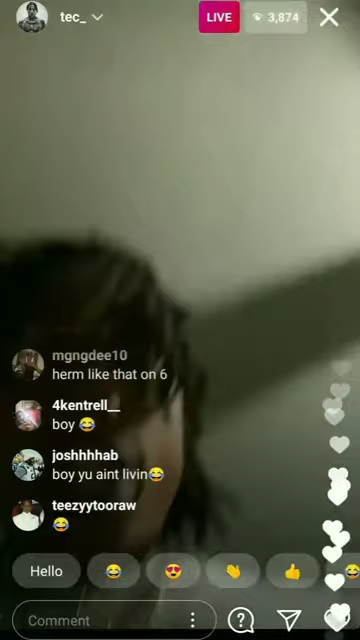 tec_
LIVE
3,874
mgngdee10
herm like that on 6
4kentrell__
boy 😂
joshhhhab
boy yu aint livin😂
teezyytooraw
😂
Hello 😂 😍 👏 👍 😂
Comment